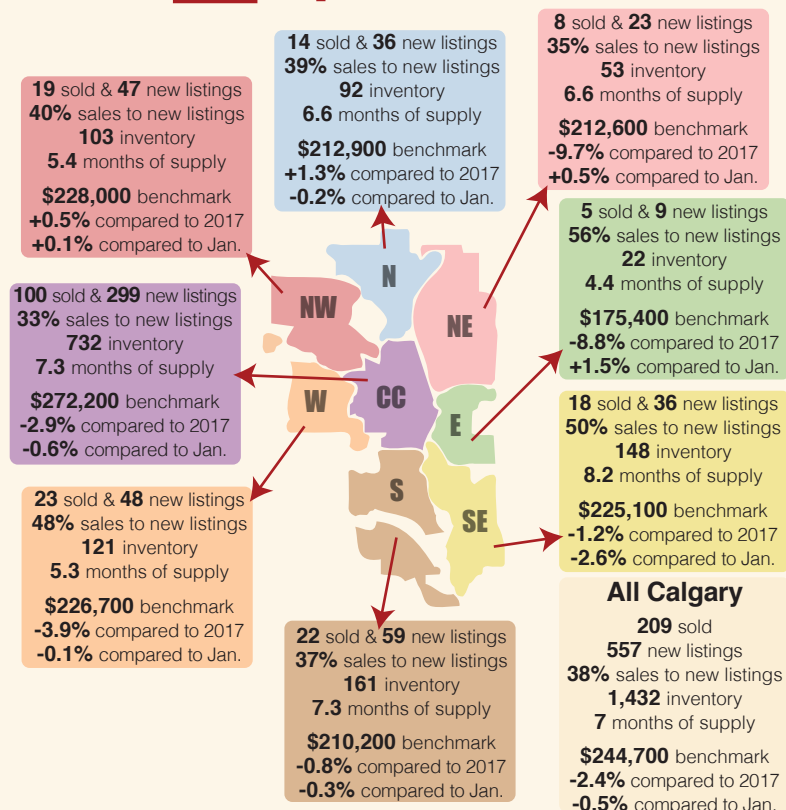 14 sold & 36 new listings
39% sales to new listings
92 inventory
6.6 months of supply
$212,900 benchmark
+1.3% compared to 2017
-0.2% compared to Jan.
8 sold & 23 new listings
35% sales to new listings
53 inventory
6.6 months of supply
$212,600 benchmark
-9.7% compared to 2017
+0.5% compared to Jan.
19 sold & 47 new listings
40% sales to new listings
103 inventory
5.4 months of supply
$228,000 benchmark
+0.5% compared to 2017
+0.1% compared to Jan.
5 sold & 9 new listings
56% sales to new listings
22 inventory
4.4 months of supply
$175,400 benchmark
-8.8% compared to 2017
+1.5% compared to Jan.
N
NW
NE
W
CC
E
S
SE
100 sold & 299 new listings
33% sales to new listings
732 inventory
7.3 months of supply
$272,200 benchmark
-2.9% compared to 2017
-0.6% compared to Jan.
18 sold & 36 new listings
50% sales to new listings
148 inventory
8.2 months of supply
$225,100 benchmark
-1.2% compared to 2017
-2.6% compared to Jan.
23 sold & 48 new listings
48% sales to new listings
121 inventory
5.3 months of supply
$226,700 benchmark
-3.9% compared to 2017
-0.1% compared to Jan.
22 sold & 59 new listings
37% sales to new listings
161 inventory
7.3 months of supply
$210,200 benchmark
-0.8% compared to 2017
-0.3% compared to Jan.
All Calgary
209 sold
557 new listings
38% sales to new listings
1,432 inventory
7 months of supply
$244,700 benchmark
-2.4% compared to 2017
-0.5% compared to Jan.